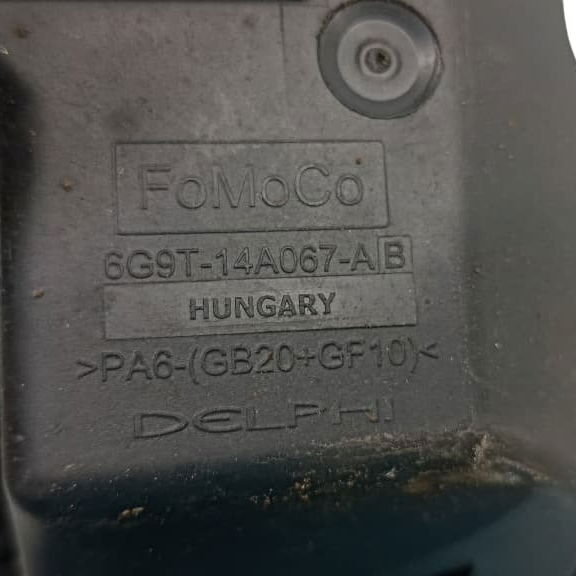 FoMoCo
6G9T-14A067-AB
HUNGARY
>PA6-(GB20+GF10)<
DELPHI